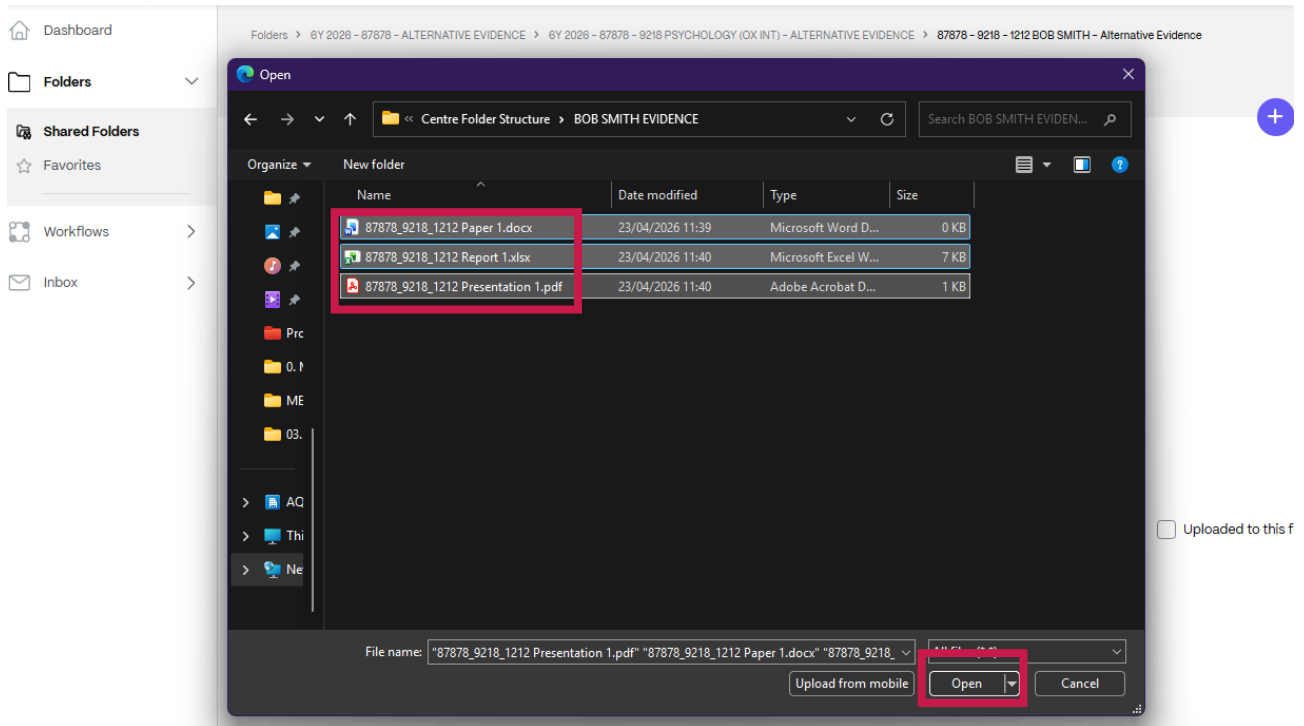 Dashboard
Folders > 6Y 2026 - 87878 - ALTERNATIVE EVIDENCE > 6Y 2026 - 87878 - 9218 PSYCHOLOGY (OX INT) - ALTERNATIVE EVIDENCE > 87878 - 9218 - 1212 BOB SMITH - Alternative Evidence
Folders
Shared Folders
Favorites
Workflows
Inbox
Open
« Centre Folder Structure > BOB SMITH EVIDENCE
Search BOB SMITH EVIDEN...
Organize
New folder
Name Date modified Type Size
87878_9218_1212 Paper 1.docx 23/04/2026 11:39 Microsoft Word D... 0 KB
87878_9218_1212 Report 1.xlsx 23/04/2026 11:40 Microsoft Excel W... 7 KB
87878_9218_1212 Presentation 1.pdf 23/04/2026 11:40 Adobe Acrobat D... 1 KB
Pro
0. M
ME
03.
AQ
Thi
Ne
Uploaded to this f
File name: "87878_9218_1212 Presentation 1.pdf" "87878_9218_1212 Paper 1.docx" "87878_9218_
Upload from mobile
Open
Cancel